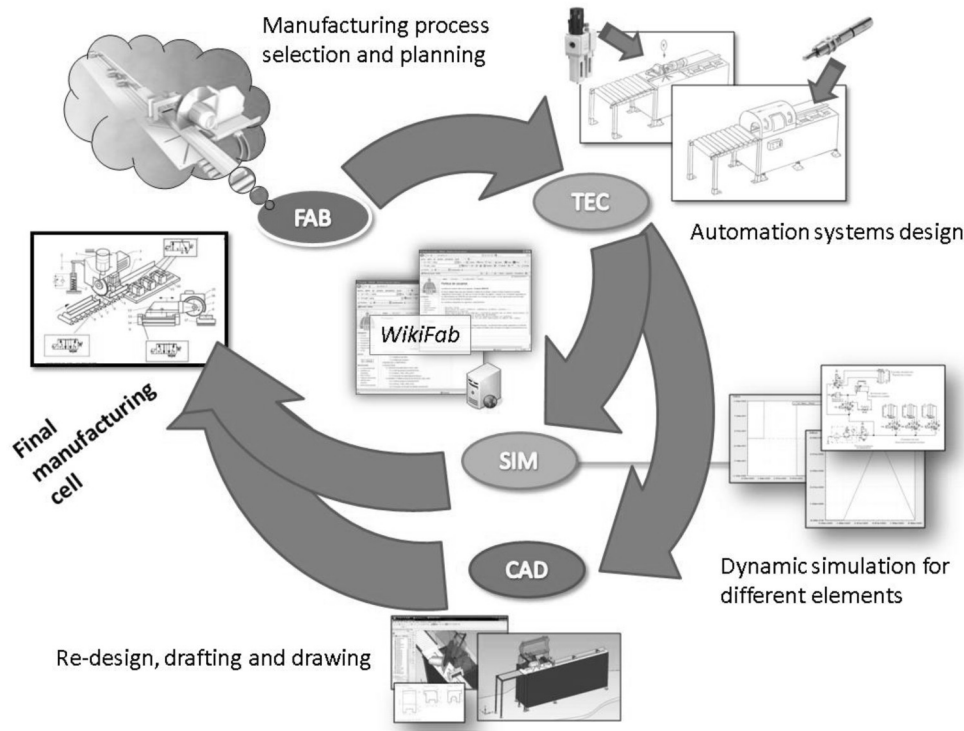 Manufacturing process
selection and planning
FAB
TEC
Automation systems design
WikiFab
Final
manufacturing
cell
SIM
Dynamic simulation for
different elements
CAD
Re-design, drafting and drawing